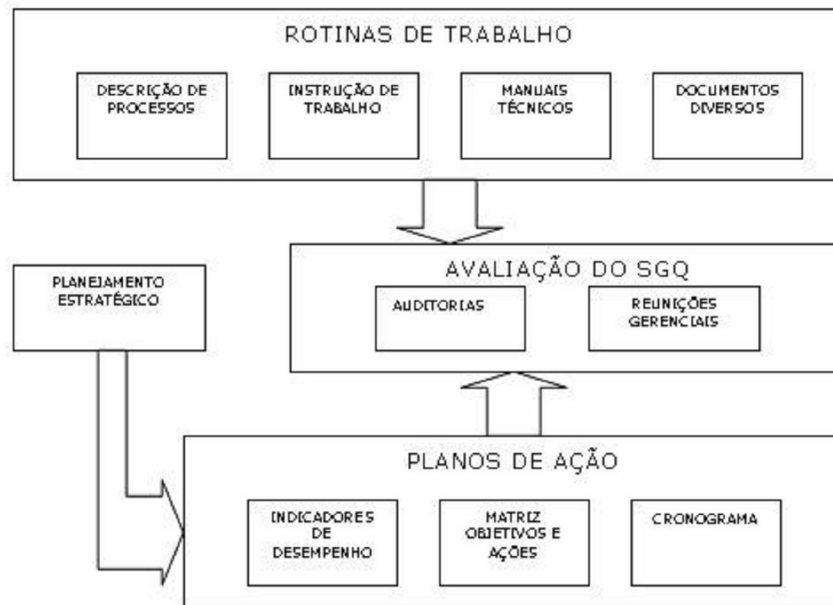 ROTINAS DE TRABALHO
DESCRIÇÃO DE
PROCESSOS
INSTRUÇÃO DE
TRABALHO
MANUAIS
TÉCNICOS
DOCUMENTOS
DIVERSOS
AVALIAÇÃO DO SGQ
AUDITORIAS
REUNIÇÕES
GERENCIAIS
PLANEJAMENTO
ESTRATÉGICO
PLANOS DE AÇÃO
INDICADORES
DE
DESEMPENHO
MATRIZ
OBJETIVOS E
AÇÕES
CRONOGRAMA